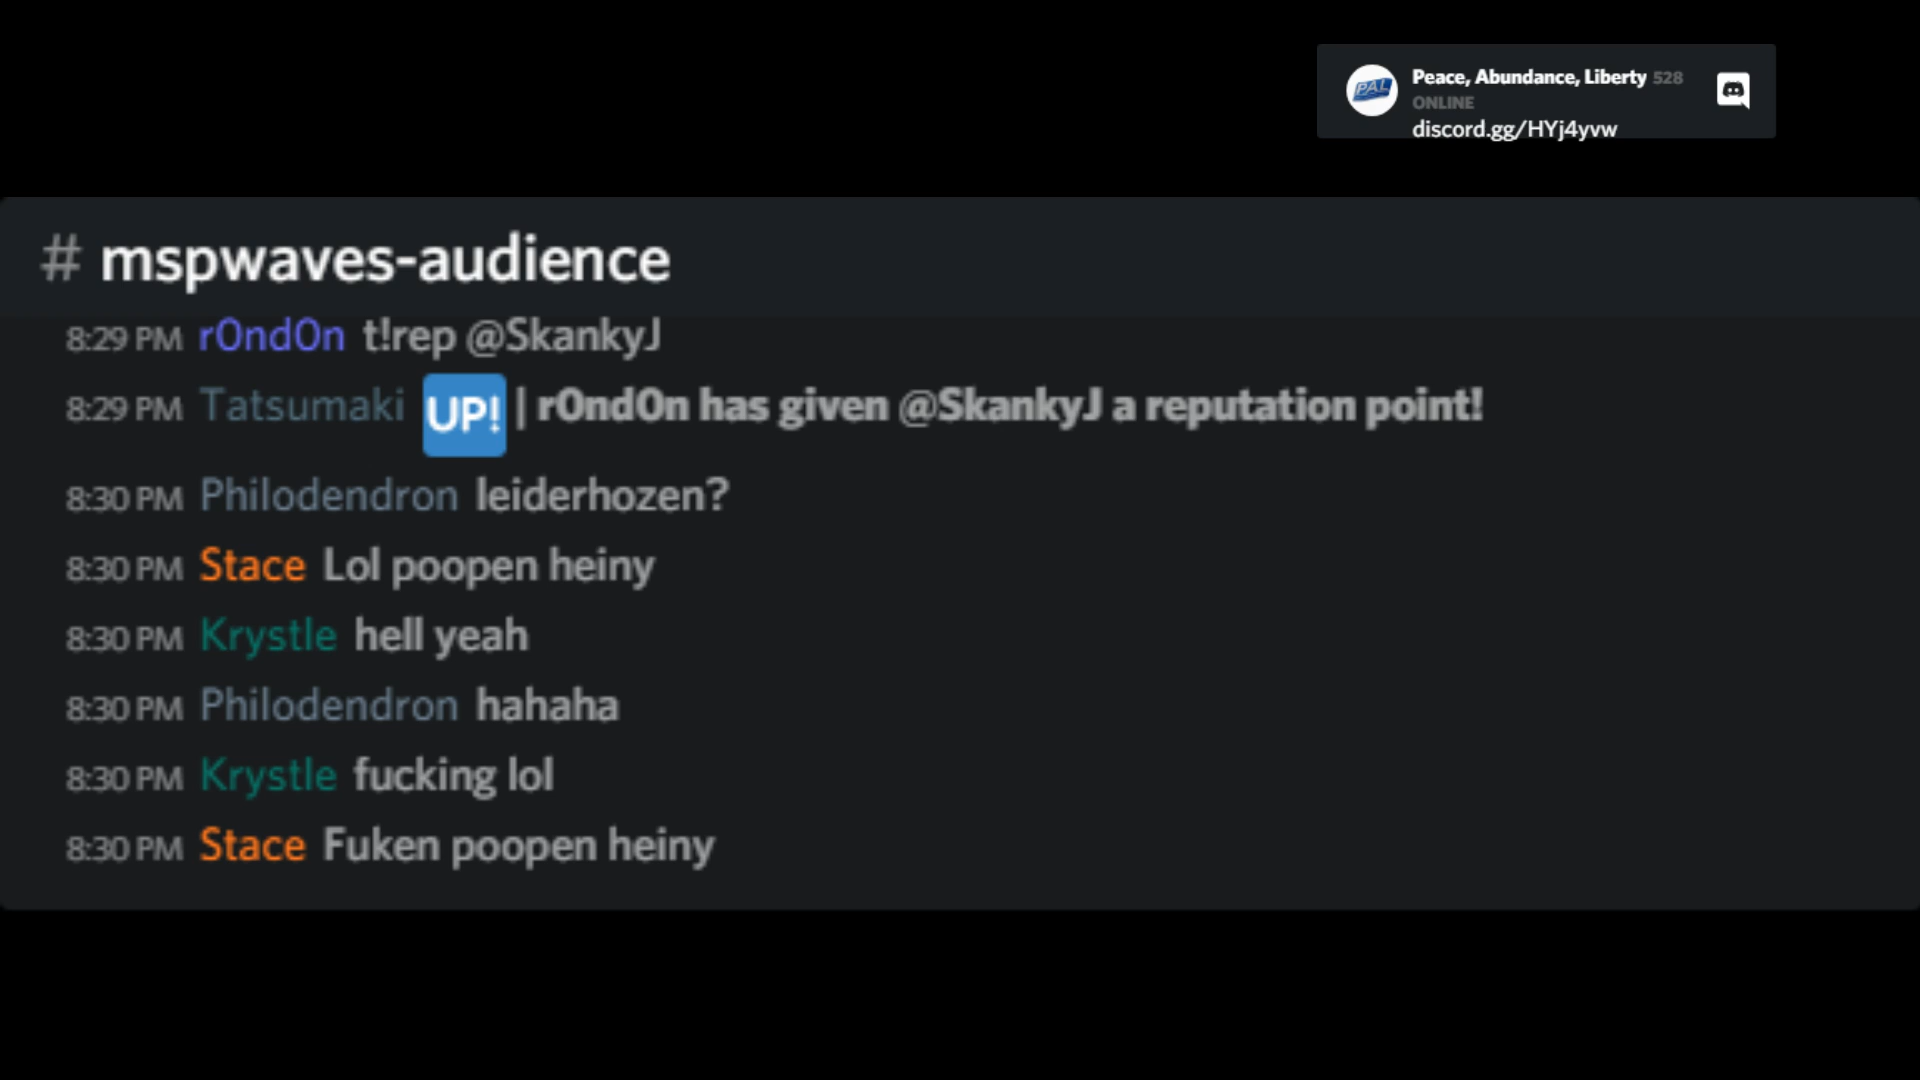 PAL
Peace, Abundance, Liberty 528
ONLINE
discord.gg/HYj4yvw
# mspwaves-audience
8:29 PM r0nd0n t!rep @SkankyJ
8:29 PM Tatsumaki UP! | r0nd0n has given @SkankyJ a reputation point!
8:30 PM Philodendron leiderhozen?
8:30 PM Stace Lol poopen heiny
8:30 PM Krystle hell yeah
8:30 PM Philodendron hahaha
8:30 PM Krystle fucking lol
8:30 PM Stace Fuken poopen heiny